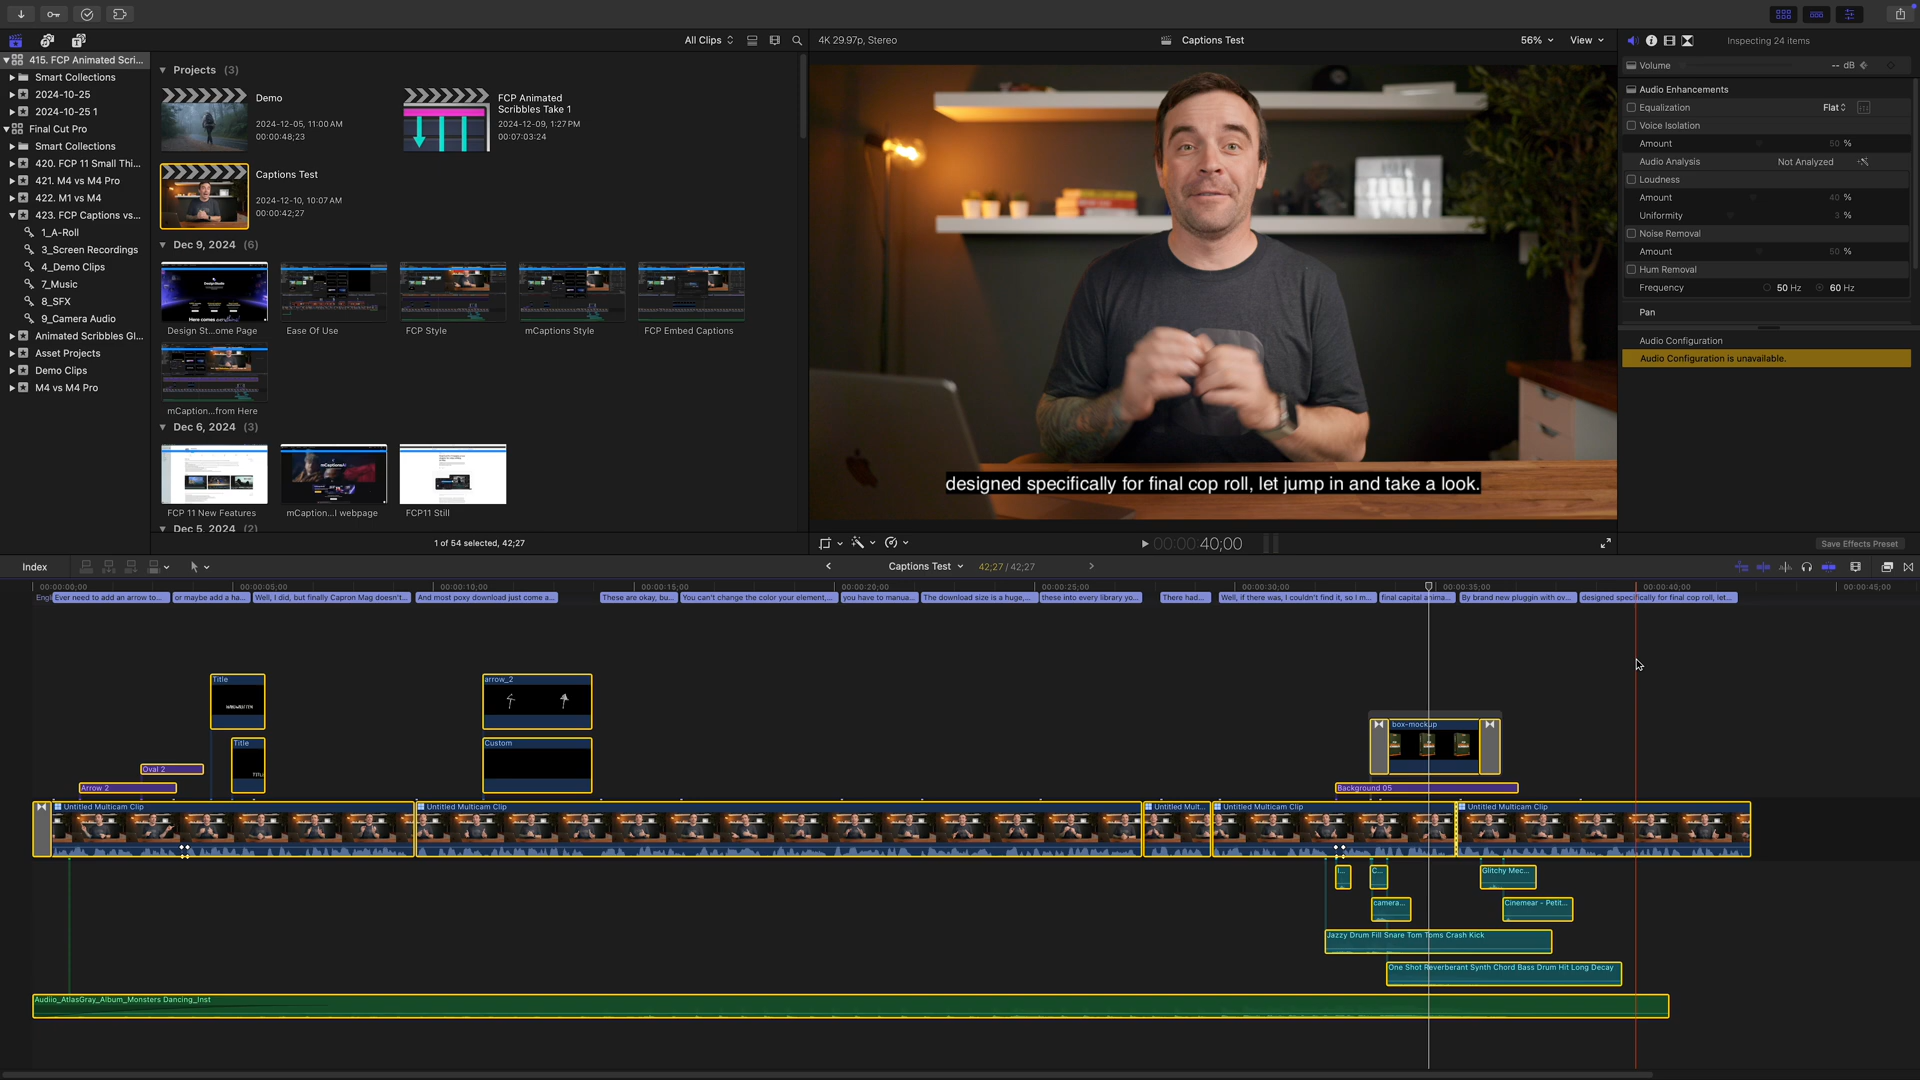 All Clips
4K 29.97p, Stereo
Captions Test
56%
View
Inspecting 24 items
415. FCP Animated Scri...
Smart Collections
2024-10-25
2024-10-25 1
Final Cut Pro
Smart Collections
420. FCP 11 Small Thi...
421. M4 vs M4 Pro
422. M1 vs M4
423. FCP Captions vs...
1_A-Roll
3_Screen Recordings
4_Demo Clips
7_Music
8_SFX
9_Camera Audio
Animated Scribbles Gl...
Asset Projects
Demo Clips
M4 vs M4 Pro
Projects (3)
Demo
2024-12-05, 11:00 AM
00:00:48;23
FCP Animated
Scribbles Take 1
2024-12-09, 1:27PM
00:07:03:24
Captions Test
2024-12-10, 10:07 AM
00:00:42;27
Dec 9, 2024 (6)
Design St...ome Page
Ease Of Use
FCP Style
mCaptions Style
FCP Embed Captions
mCaption...from Here
Dec 6, 2024 (3)
FCP 11 New Features
mCaption...l webpage
FCP11 Still
Dec 5, 2024 (2)
1 of 54 selected, 42;27
designed specifically for final cop roll, let jump in and take a look.
00:00:40;00
Volume
-- dB
Audio Enhancements
Equalization
Flat
Voice Isolation
Amount
50 %
Audio Analysis
Not Analyzed
Loudness
Amount
40 %
Uniformity
3 %
Noise Removal
Amount
50 %
Hum Removal
Frequency
50 Hz
60 Hz
Pan
Audio Configuration
Audio Configuration is unavailable.
Save Effects Preset
Index
Captions Test
42;27 / 42;27
00:00:00;00
00:00:05;00
00:00:10;00
00:00:15;00
00:00:20;00
00:00:25;00
00:00:30;00
00:00:35;00
00:00:40;00
00:00:45;00
Engl
Ever need to add an arrow to...
or maybe add a ha...
Well, I did, but finally Capron Mag doesn't...
And most poxy download just come a...
These are okay, bu...
You can't change the color your element,...
you have to manua...
The download size is a huge,...
these into every library yo...
There had...
Well, if there was, I couldn't find it, so I m...
final capital anima...
By brand new pluggin with ov...
designed specifically for final cop roll, let...
Title
arrow_2
box-mockup
Title
Custom
Oval 2
Arrow 2
Background 05
Untitled Multicam Clip
Untitled Multicam Clip
Untitled Mult...
Untitled Multicam Clip
Untitled Multicam Clip
I...
C...
Glitchy Mec...
camera...
Cinemear - Petit...
Jazzy Drum Fill Snare Tom Toms Crash Kick
One Shot Reverberant Synth Chord Bass Drum Hit Long Decay
Audiio_AtlasGray_Album_Monsters Dancing_Inst